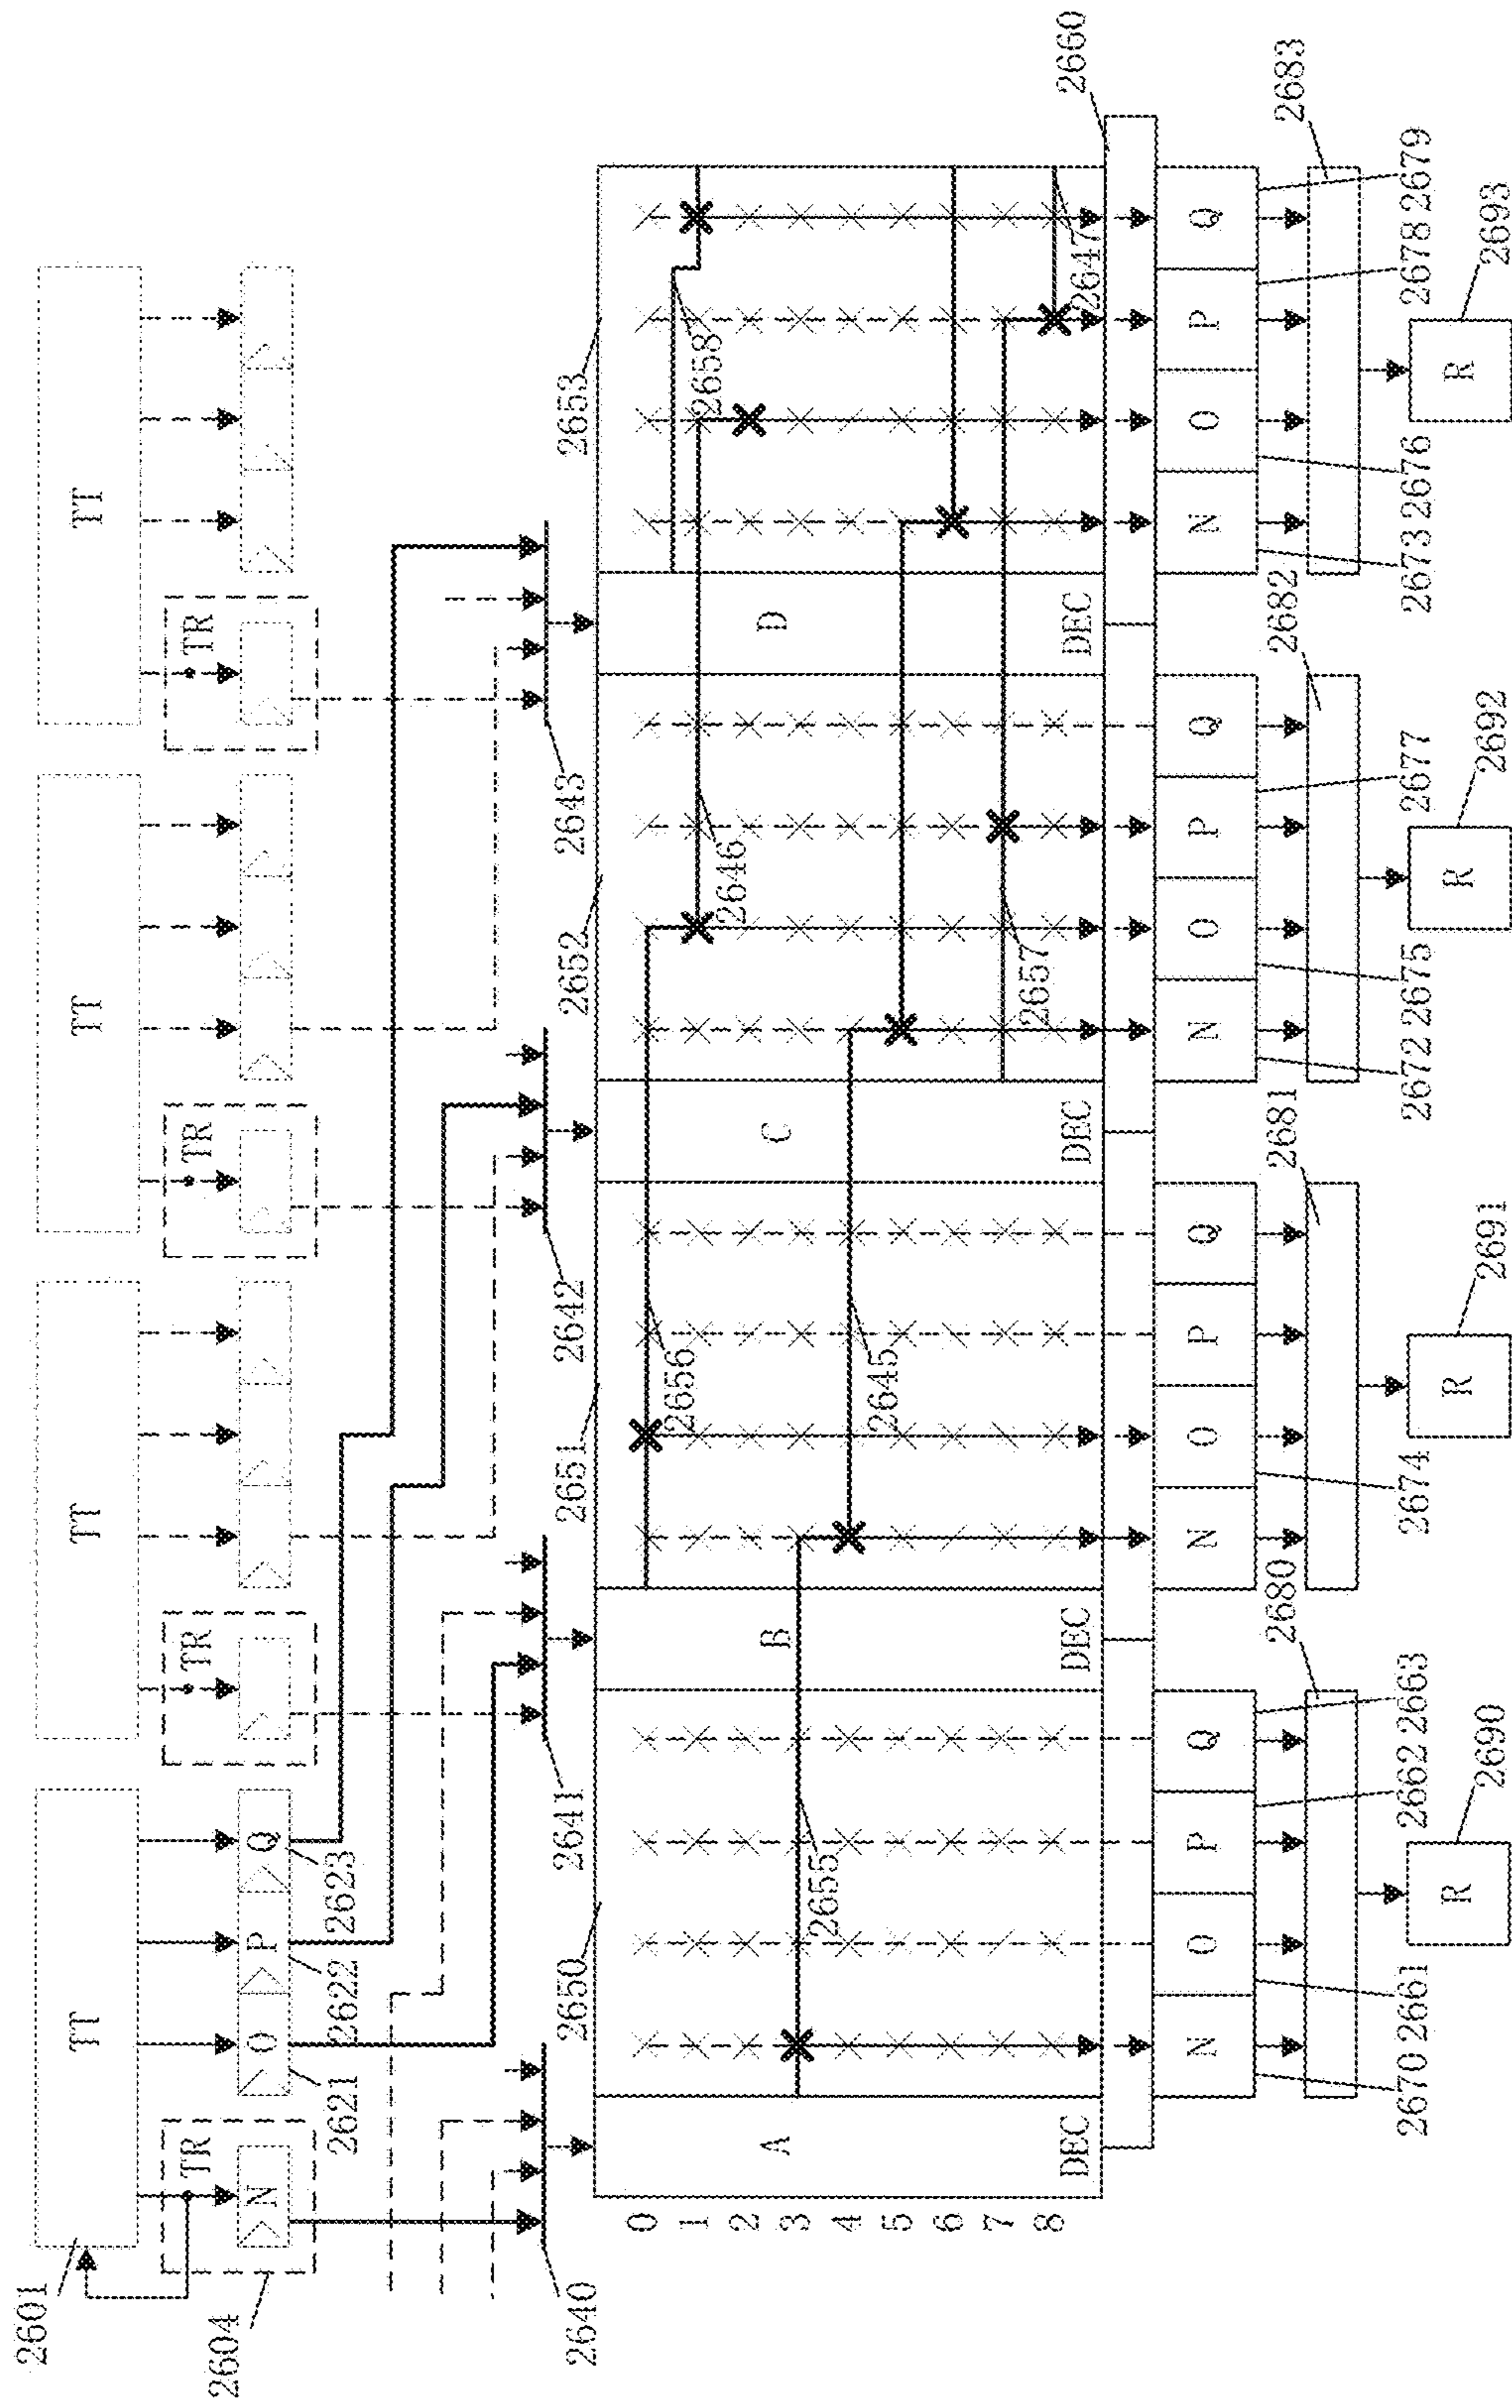 2601
TT
TT
TT
TT
2604
TR
TR
TR
TR
N
O
P
Q
2621
2622
2623
2640
2641
2642
2643
2650
2651
2652
2653
2660
A
B
C
D
0
1
2
3
4
5
6
7
8
DEC
DEC
DEC
DEC
2655
2656
2645
2646
2657
2658
2647
N
O
P
Q
N
O
P
Q
N
O
P
Q
N
O
P
Q
2670
2661
2662
2663
2680
2674
2681
2672
2675
2677
2682
2673
2676
2678
2679
2683
R
2690
R
2691
R
2692
R
2693